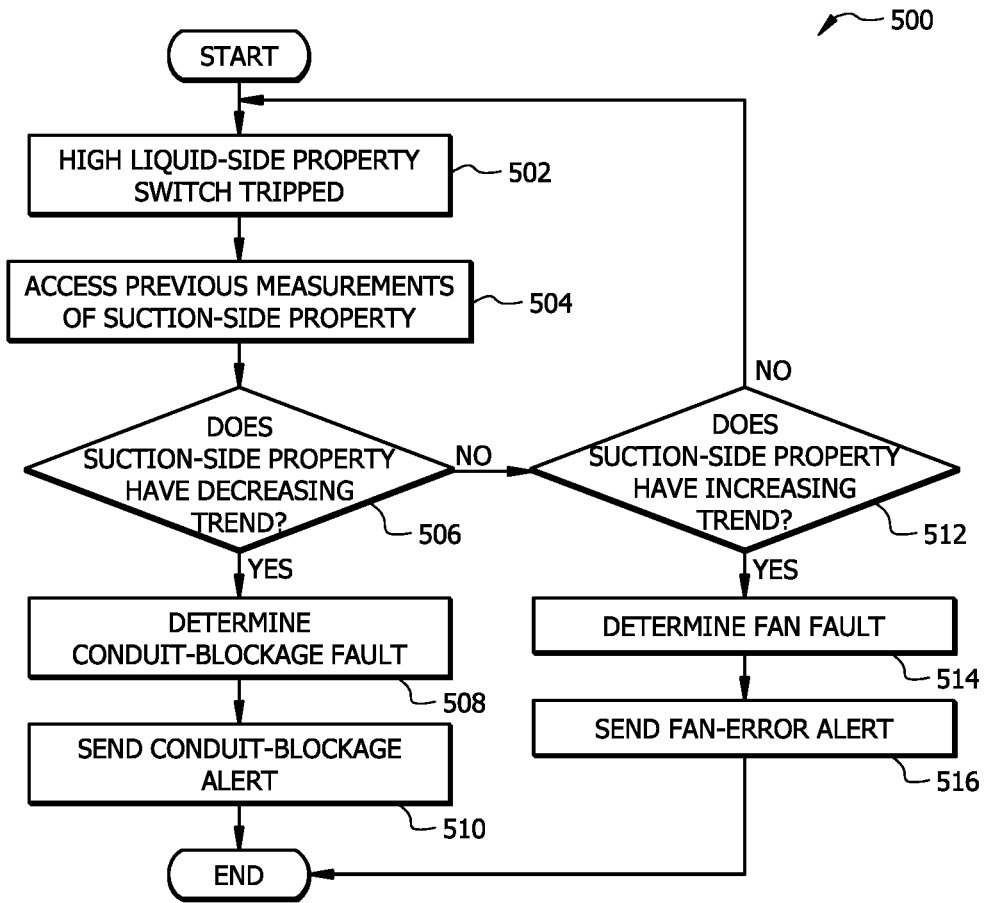 500
START
HIGH LIQUID-SIDE PROPERTY
SWITCH TRIPPED
502
ACCESS PREVIOUS MEASUREMENTS
OF SUCTION-SIDE PROPERTY
504
DOES
SUCTION-SIDE PROPERTY
HAVE DECREASING
TREND?
506
NO
YES
DOES
SUCTION-SIDE PROPERTY
HAVE INCREASING
TREND?
512
NO
YES
DETERMINE
CONDUIT-BLOCKAGE FAULT
508
SEND CONDUIT-BLOCKAGE
ALERT
510
DETERMINE FAN FAULT
514
SEND FAN-ERROR ALERT
516
END